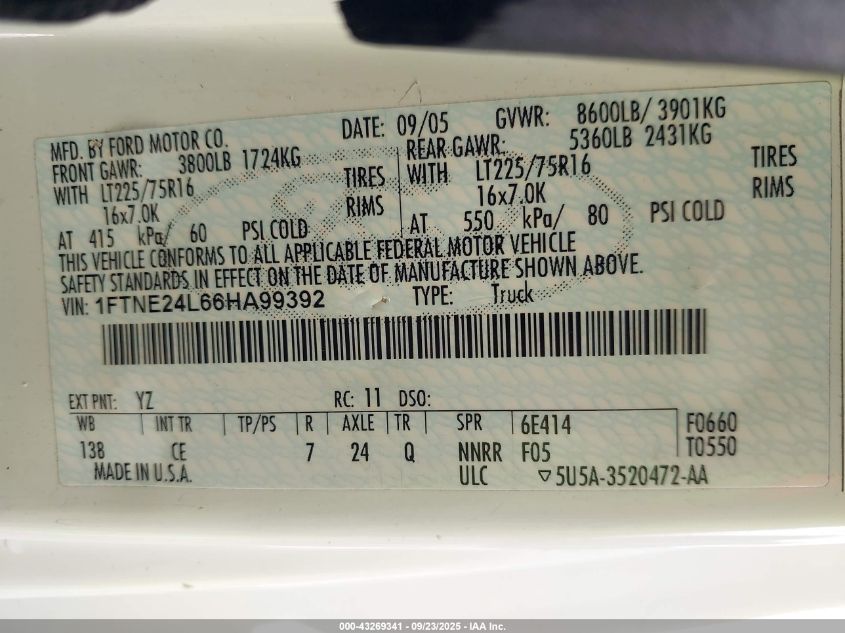 MFD. BY FORD MOTOR CO. DATE: 09/05 GVWR: 8600LB/ 3901KG
FRONT GAWR: 3800LB 1724KG REAR GAWR: 5360LB 2431KG
WITH LT225/75R16 TIRES WITH LT225/75R16 TIRES
16x7.0K RIMS 16x7.0K RIMS
AT 415 kPa/ 60 PSI COLD AT 550 kPa/ 80 PSI COLD
THIS VEHICLE CONFORMS TO ALL APPLICABLE FEDERAL MOTOR VEHICLE
SAFETY STANDARDS IN EFFECT ON THE DATE OF MANUFACTURE SHOWN ABOVE.
VIN: 1FTNE24L66HA99392 TYPE: Truck
EXT PNT: YZ RC: 11 DSO:
WB INT TR TP/PS R AXLE TR SPR 6E414 F0660
138 CE 7 24 Q NNRR F05 T0550
MADE IN U.S.A. ULC ▽5U5A-3520472-AA
000-43269341 - 09/23/2025 - IAA Inc.